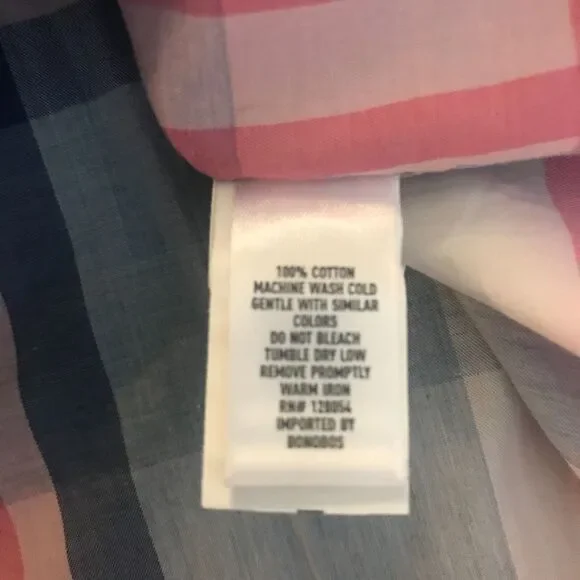 100% COTTON
MACHINE WASH COLD
GENTLE WITH SIMILAR
COLORS
DO NOT BLEACH
TUMBLE DRY LOW
REMOVE PROMPTLY
WARM IRON
RN# 128054
IMPORTED BY
BONOBOS